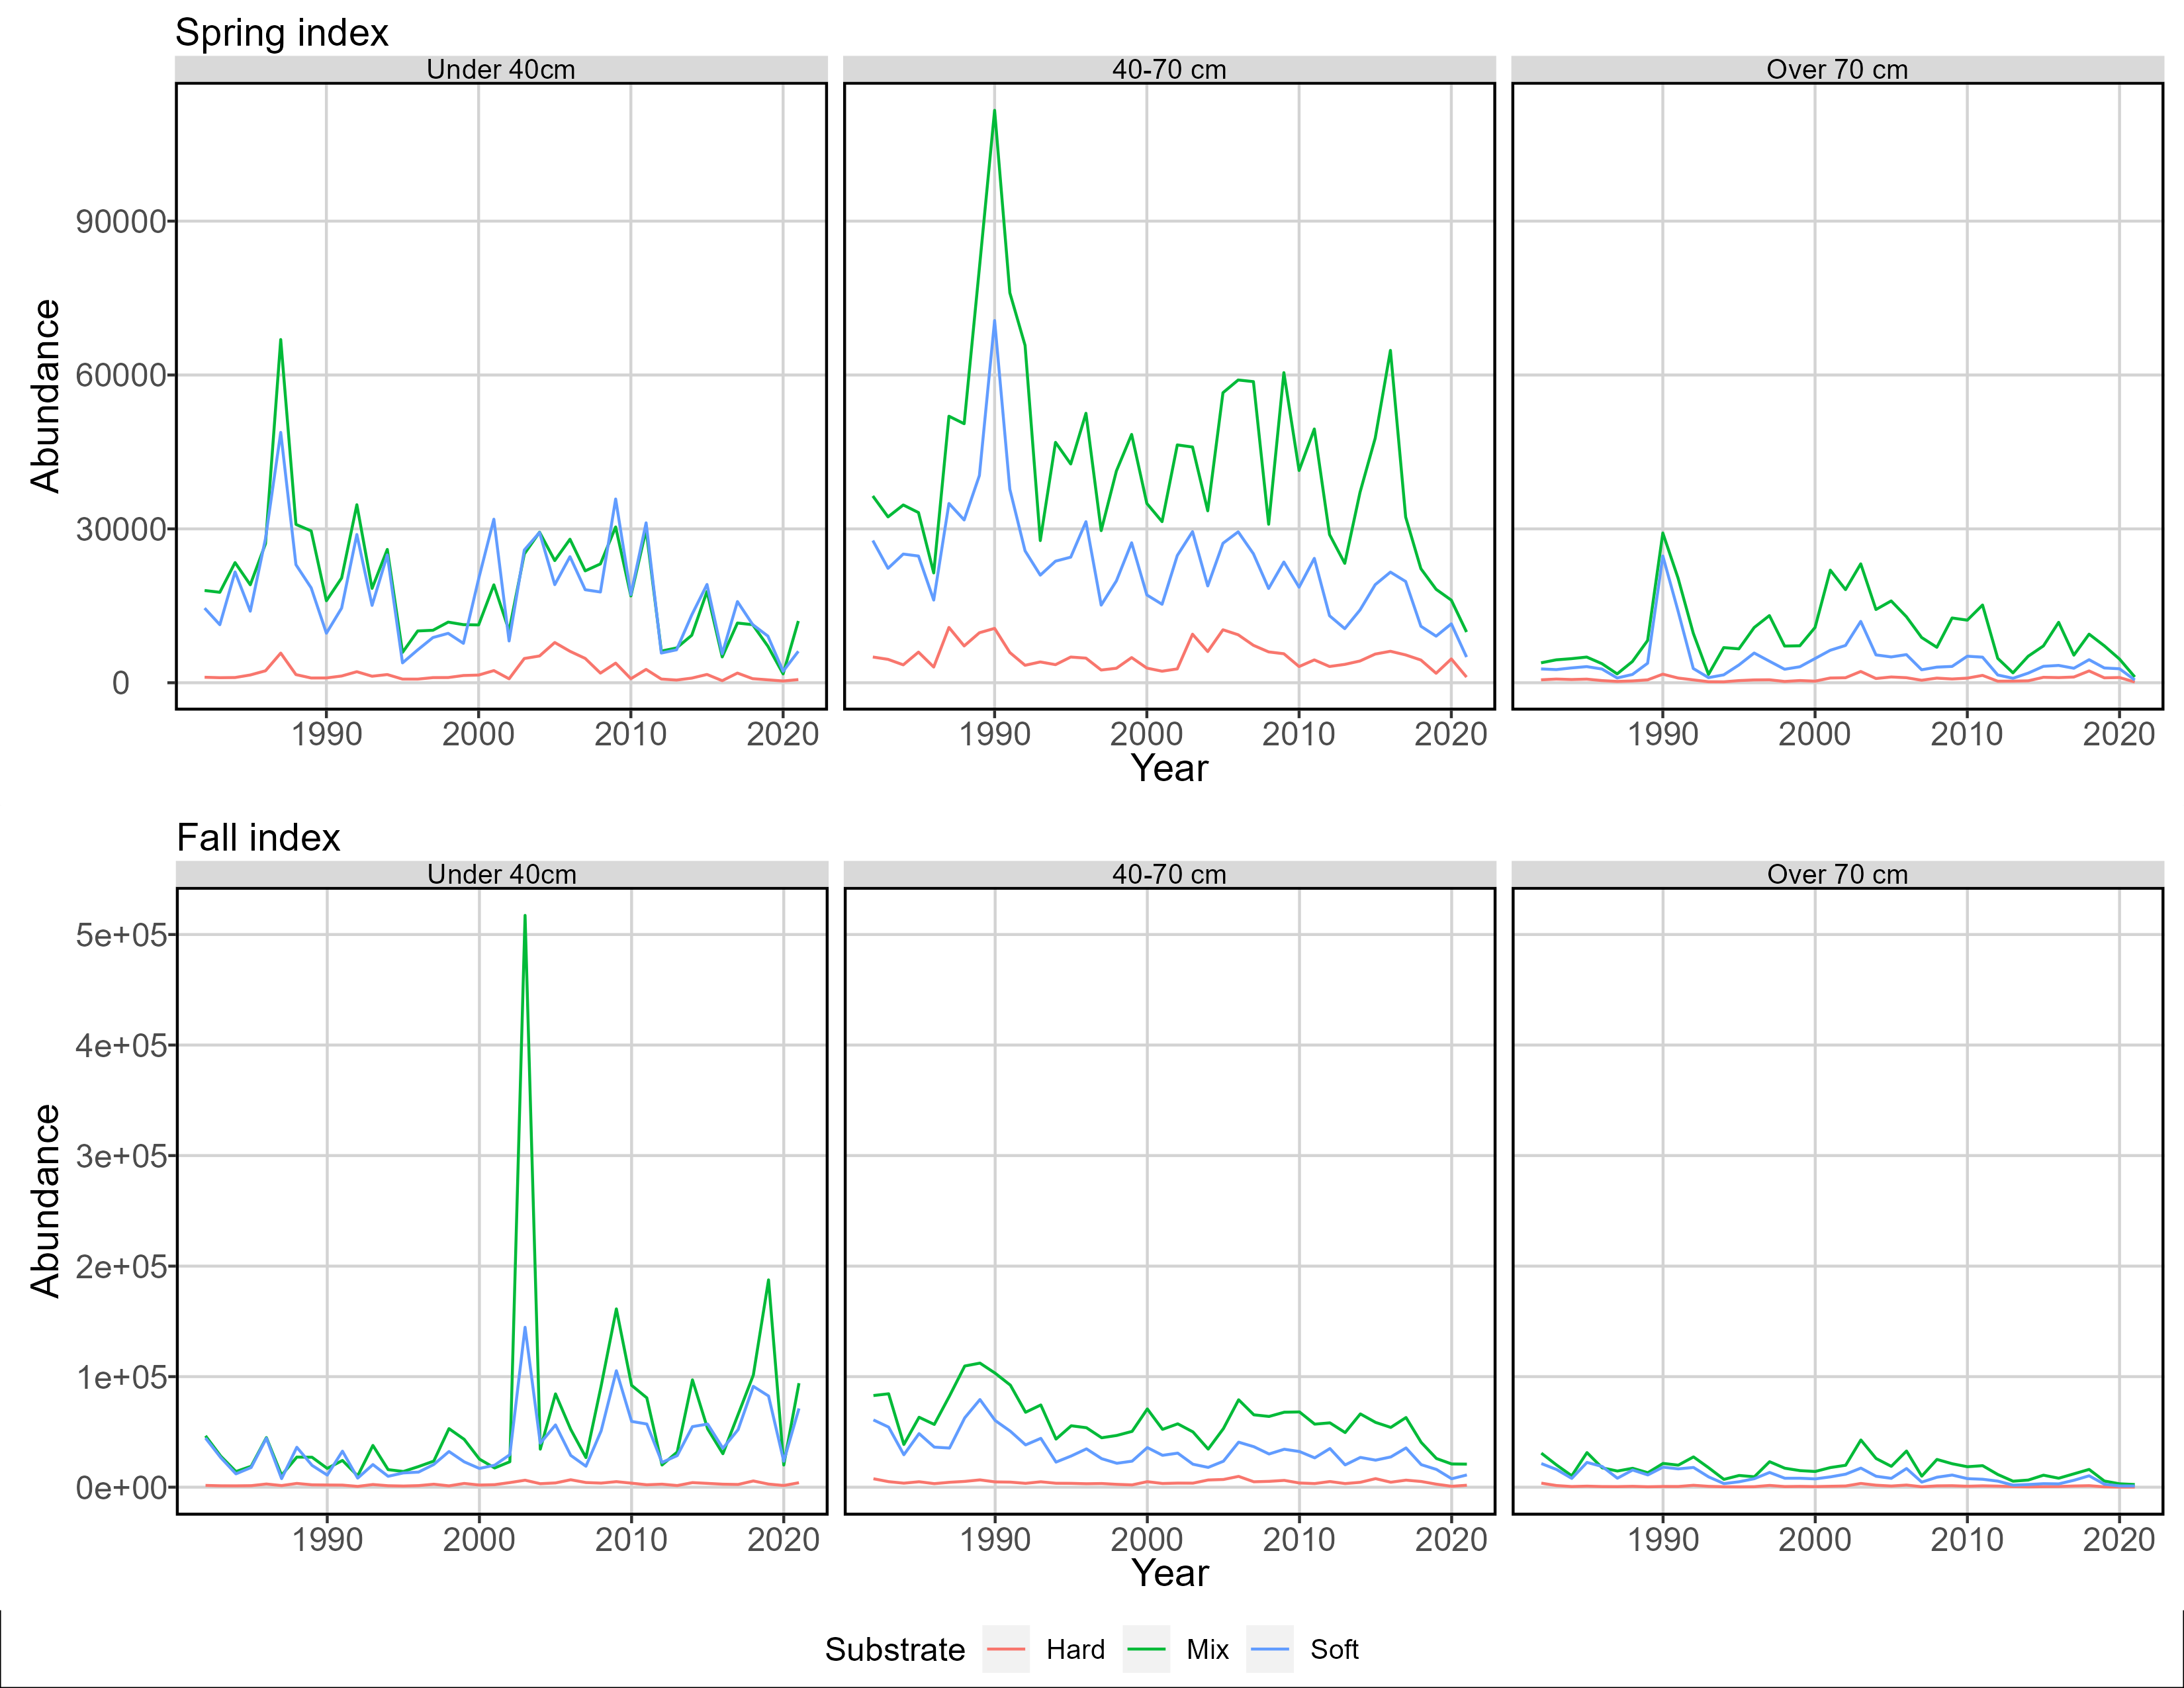 Spring index
Under 40cm 40-70 cm Over 70 cm
Abundance
90000
60000
30000
0
1990 2000 2010 2020 1990 2000 2010 2020 1990 2000 2010 2020
Year
Fall index
Under 40cm 40-70 cm Over 70 cm
Abundance
5e+05
4e+05
3e+05
2e+05
1e+05
0e+00
1990 2000 2010 2020 1990 2000 2010 2020 1990 2000 2010 2020
Year
Substrate Hard Mix Soft